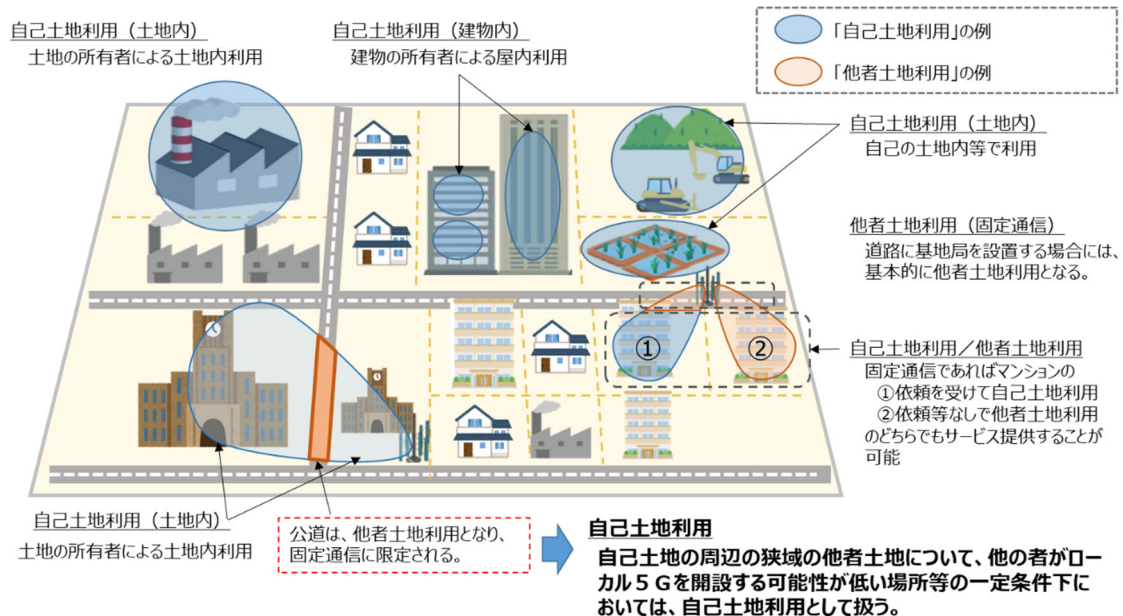 自己土地利用（土地内）
土地の所有者による土地内利用
自己土地利用（建物内）
建物の所有者による屋内利用
「自己土地利用」の例
「他者土地利用」の例
自己土地利用（土地内）
自己の土地内等で利用
他者土地利用（固定通信）
道路に基地局を設置する場合には、
基本的に他者土地利用となる。
①
②
自己土地利用／他者土地利用
固定通信であればマンションの
①依頼を受けて自己土地利用
②依頼等なしで他者土地利用
のどちらでもサービス提供することが
可能
自己土地利用（土地内）
土地の所有者による土地内利用
公道は、他者土地利用となり、
固定通信に限定される。
自己土地利用
自己土地の周辺の狭域の他者土地について、他の者がロー
カル５Ｇを開設する可能性が低い場所等の一定条件下に
おいては、自己土地利用として扱う。